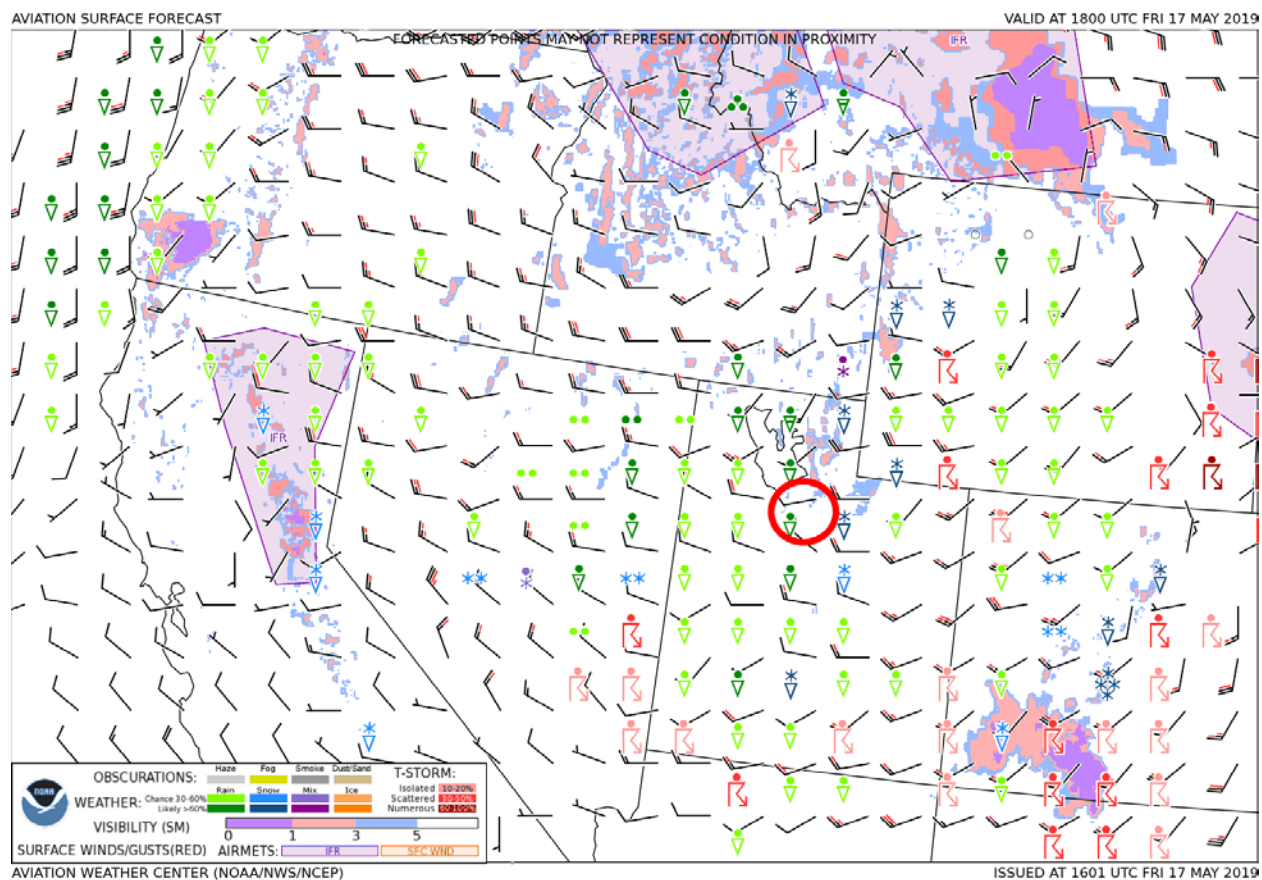 AVIATION SURFACE FORECAST
VALID AT 1800 UTC FRI 17 MAY 2019
FORECASTED POINTS MAY NOT REPRESENT CONDITION IN PROXIMITY
IFR
IFR
OBSCURATIONS: Haze Fog Smoke Dust/Sand
T-STORM:
WEATHER: Rain Snow Mix Ice
Chance 30-60%
Likely >60%
Isolated 10-20%
Scattered 30-50%
Numerous 60-100%
VISIBILITY (SM) 0 1 3 5
SURFACE WINDS/GUSTS(RED) AIRMETS: IFR SFC WND
NOAA
AVIATION WEATHER CENTER (NOAA/NWS/NCEP)
ISSUED AT 1601 UTC FRI 17 MAY 2019